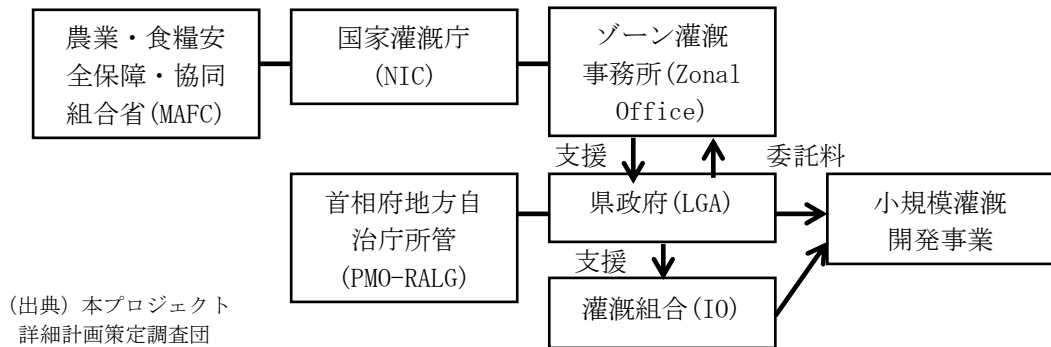 農業・食糧安
全保障・協同
組合省(MAFC)
国家灌漑庁
(NIC)
ゾーン灌漑
事務所(Zonal
Office)
支援
委託料
首相府地方自
治庁所管
(PMO-RALG)
県政府(LGA)
小規模灌漑
開発事業
支援
灌漑組合(IO)
(出典) 本プロジェクト
詳細計画策定調査団